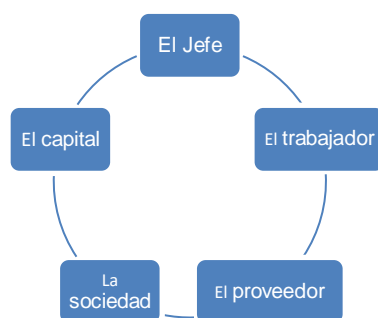 El Jefe
El trabajador
El proveedor
La
sociedad
El capital